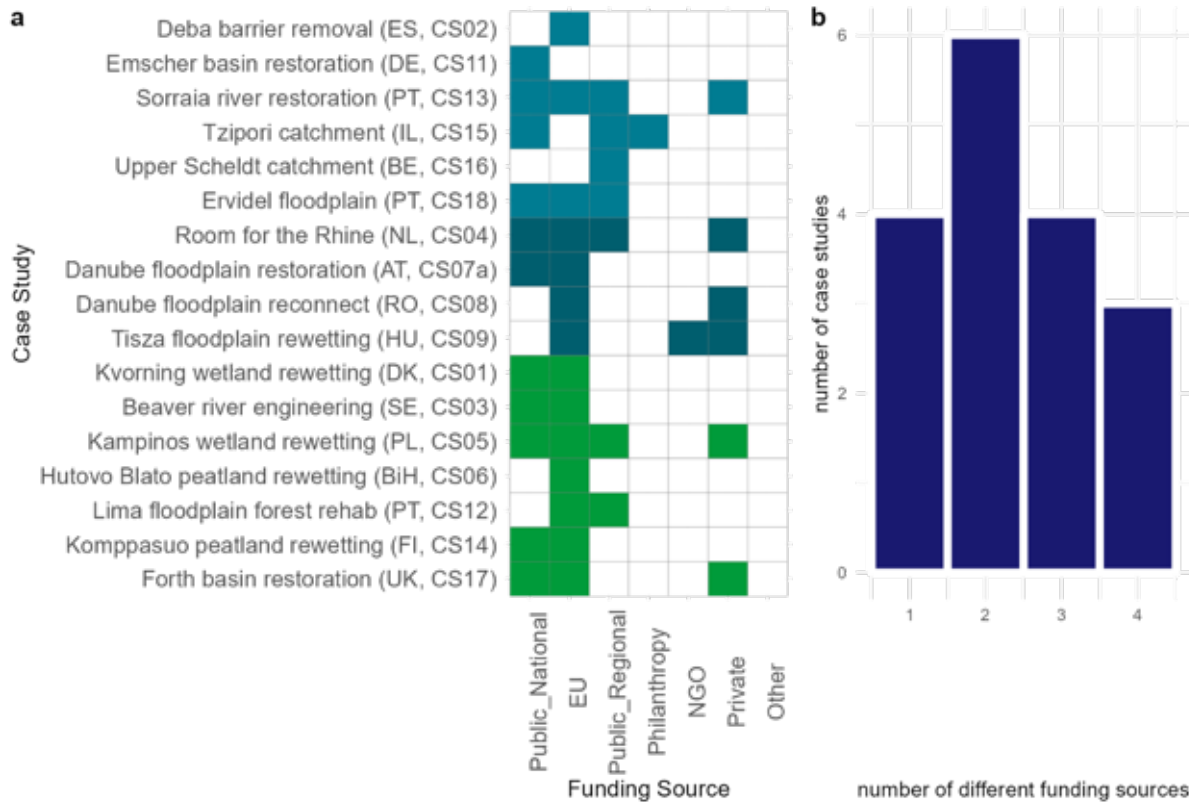 a
Case Study
Deba barrier removal (ES, CS02)
Emscher basin restoration (DE, CS11)
Sorraia river restoration (PT, CS13)
Tzipori catchment (IL, CS15)
Upper Scheldt catchment (BE, CS16)
Ervidel floodplain (PT, CS18)
Room for the Rhine (NL, CS04)
Danube floodplain restoration (AT, CS07a)
Danube floodplain reconnect (RO, CS08)
Tisza floodplain rewetting (HU, CS09)
Kvorning wetland rewetting (DK, CS01)
Beaver river engineering (SE, CS03)
Kampinos wetland rewetting (PL, CS05)
Hutovo Blato peatland rewetting (BiH, CS06)
Lima floodplain forest rehab (PT, CS12)
Komppasuo peatland rewetting (FI, CS14)
Forth basin restoration (UK, CS17)
Public_National
EU
Public_Regional
Philanthropy
NGO
Private
Other
Funding Source
b
number of case studies
6
4
2
0
1
2
3
4
number of different funding sources